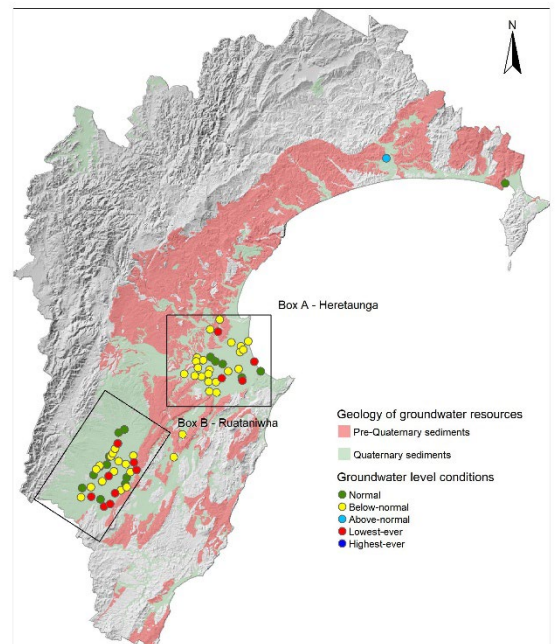 N
Box A - Heretaunga
Box B - Ruataniwha
Geology of groundwater resources
Pre-Quaternary sediments
Quaternary sediments
Groundwater level conditions
Normal
Below-normal
Above-normal
Lowest-ever
Highest-ever